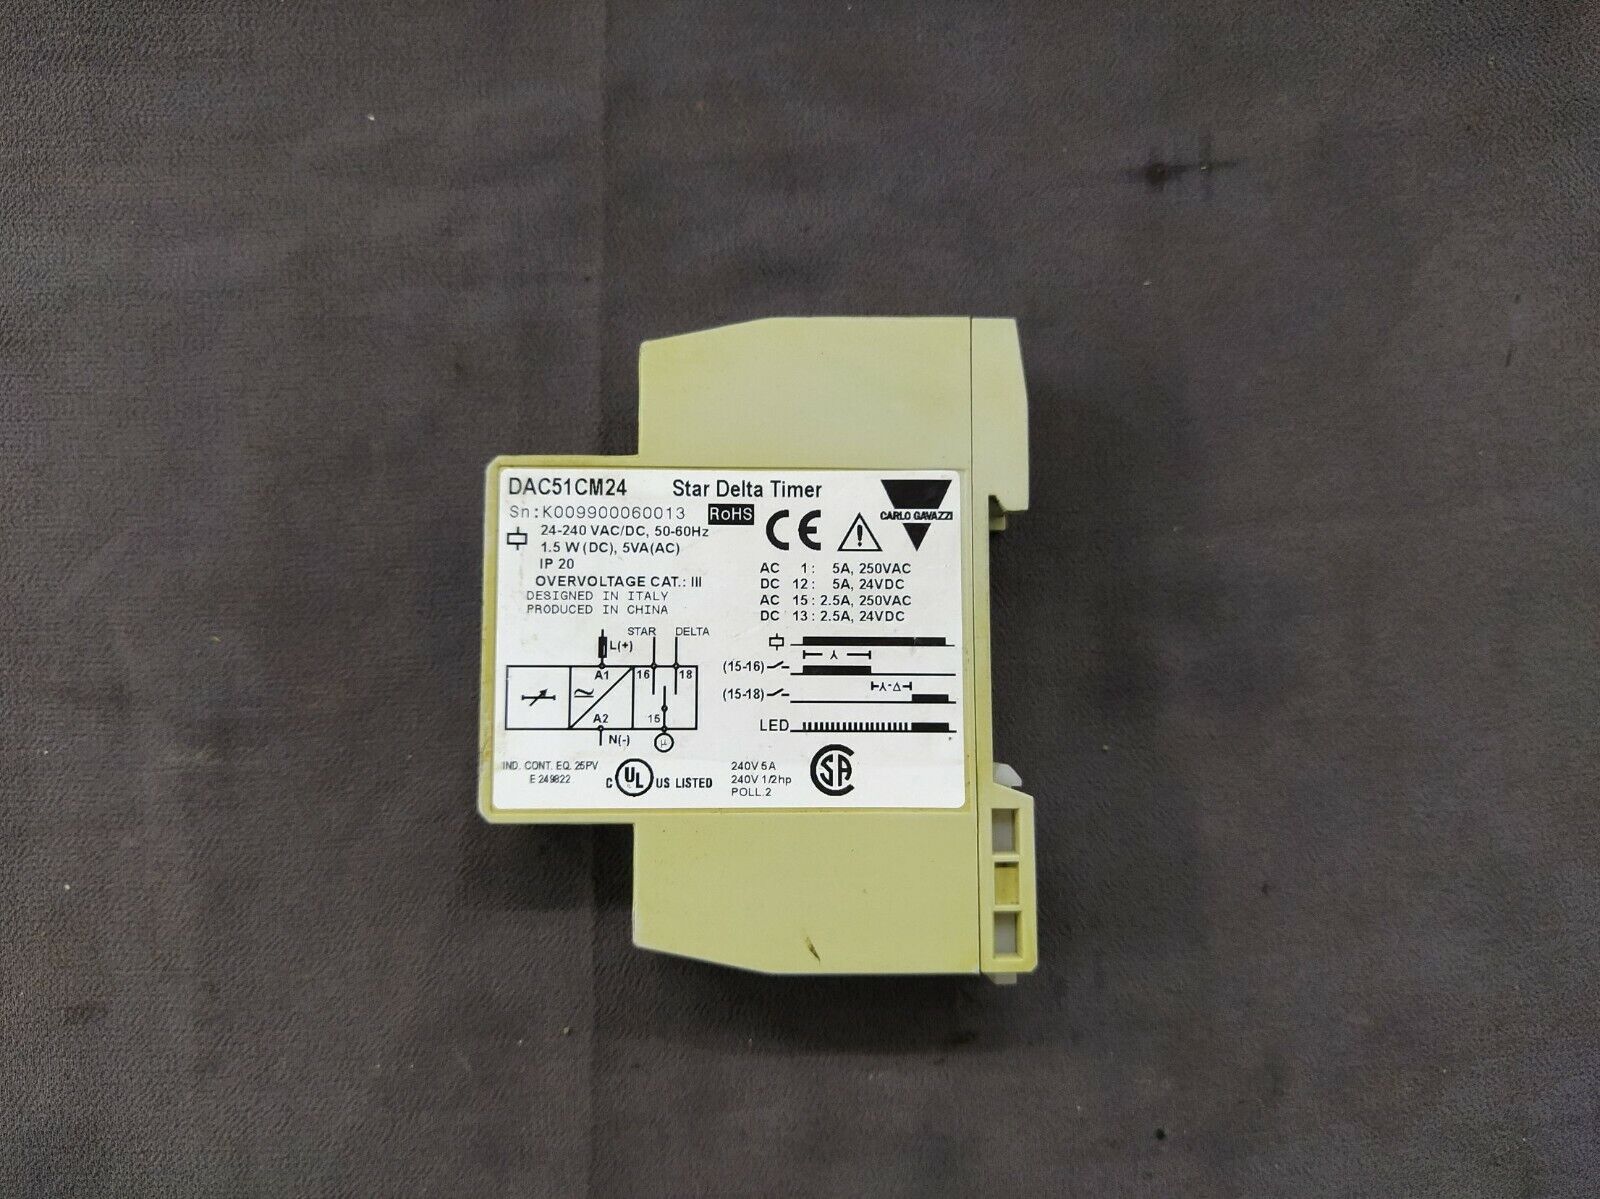 DAC51CM24 Star Delta Timer
Sn:K009900060013 RoHS
CE
CARLO GAVAZZI
24-240 VAC/DC, 50-60Hz
1.5 W (DC), 5VA(AC)
IP 20
OVERVOLTAGE CAT.: III
DESIGNED IN ITALY
PRODUCED IN CHINA
AC 1: 5A, 250VAC
DC 12: 5A, 24VDC
AC 15: 2.5A, 250VAC
DC 13: 2.5A, 24VDC
STAR DELTA
L(+)
A1 16 18
A2 15
N(-) μ
(15-16)
(15-18)
LED
IND. CONT. EQ. 25PV
E 249822
C UL US LISTED
240V 5A
240V 1/2hp
POLL.2
CSA